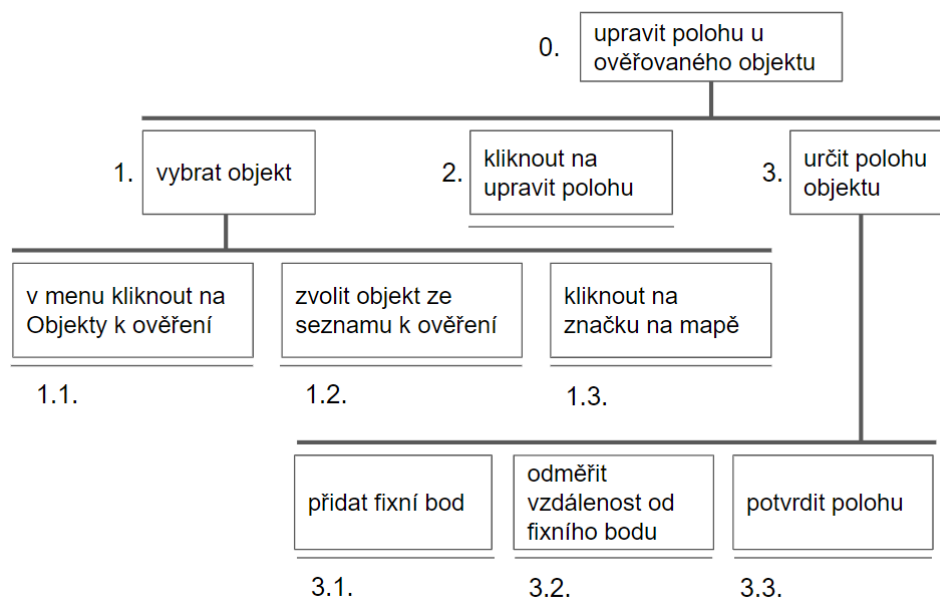 0.
upravit polohu u
ověřovaného objektu
1.
vybrat objekt
2.
kliknout na
upravit polohu
3.
určit polohu
objektu
v menu kliknout na
Objekty k ověření
1.1.
zvolit objekt ze
seznamu k ověření
1.2.
kliknout na
značku na mapě
1.3.
přidat fixní bod
3.1.
odměřit
vzdálenost od
fixního bodu
3.2.
potvrdit polohu
3.3.